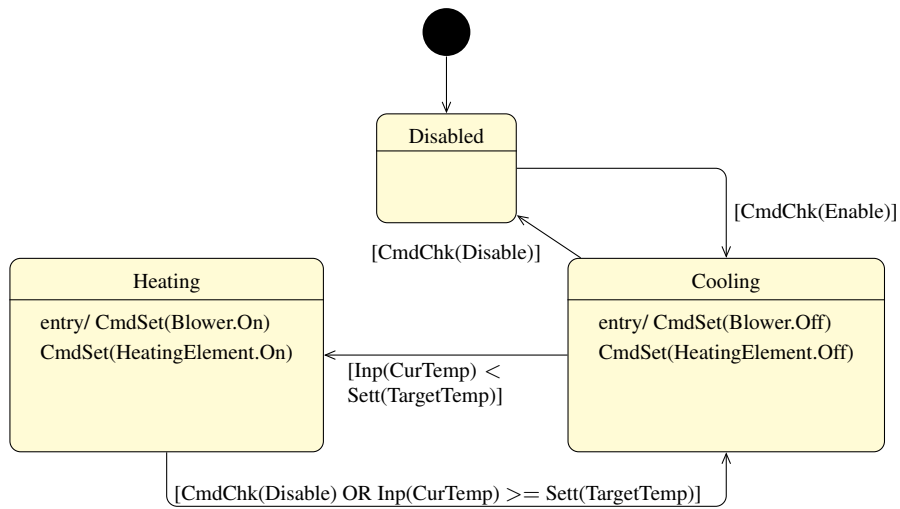 Disabled
[CmdChk(Enable)]
[CmdChk(Disable)]
Heating
entry/ CmdSet(Blower.On)
CmdSet(HeatingElement.On)
Cooling
entry/ CmdSet(Blower.Off)
CmdSet(HeatingElement.Off)
[Inp(CurTemp) <
Sett(TargetTemp)]
[CmdChk(Disable) OR Inp(CurTemp) >= Sett(TargetTemp)]